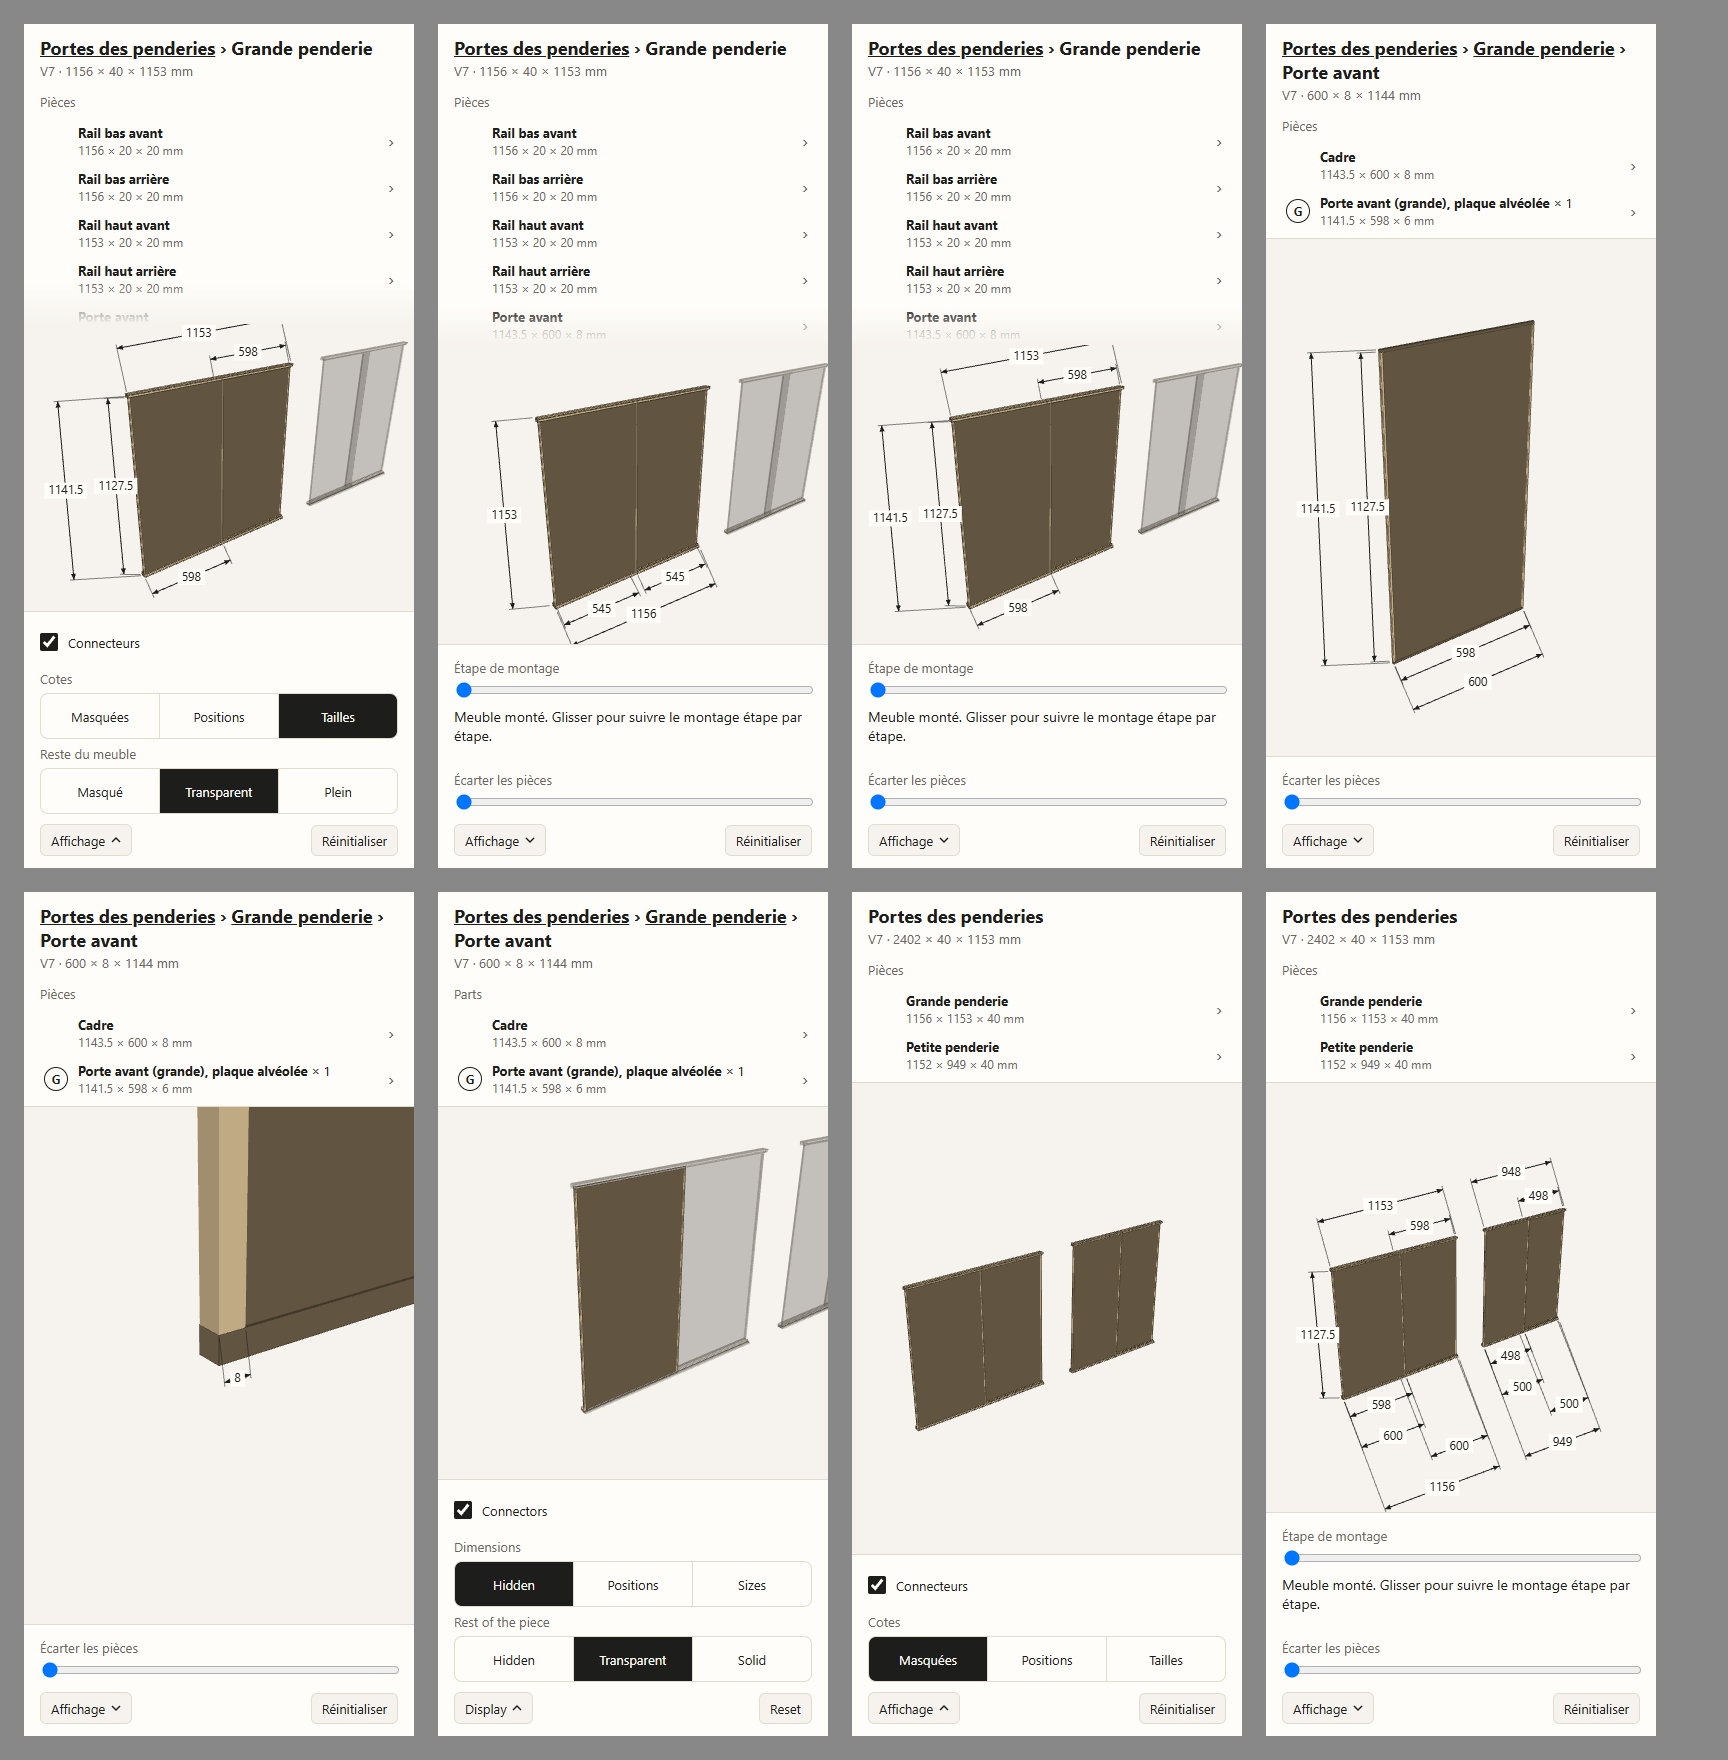 Portes des penderies › Grande penderie
V7 · 1156 × 40 × 1153 mm
Pièces
Rail bas avant
1156 × 20 × 20 mm
›
Rail bas arrière
1156 × 20 × 20 mm
›
Rail haut avant
1153 × 20 × 20 mm
›
Rail haut arrière
1153 × 20 × 20 mm
›
Porte avant
1153
598
1141.5
1127.5
598
Connecteurs
Cotes
Masquées Positions Tailles
Reste du meuble
Masqué Transparent Plein
Affichage Réinitialiser
Portes des penderies › Grande penderie
V7 · 1156 × 40 × 1153 mm
Pièces
Rail bas avant
1156 × 20 × 20 mm
›
Rail bas arrière
1156 × 20 × 20 mm
›
Rail haut avant
1153 × 20 × 20 mm
›
Rail haut arrière
1153 × 20 × 20 mm
›
Porte avant
1143.5 × 600 × 8 mm
›
1153
545
545
1156
Étape de montage
Meuble monté. Glisser pour suivre le montage étape par
étape.
Écarter les pièces
Affichage Réinitialiser
Portes des penderies › Grande penderie
V7 · 1156 × 40 × 1153 mm
Pièces
Rail bas avant
1156 × 20 × 20 mm
›
Rail bas arrière
1156 × 20 × 20 mm
›
Rail haut avant
1153 × 20 × 20 mm
›
Rail haut arrière
1153 × 20 × 20 mm
›
Porte avant
1143.5 × 600 × 8 mm
›
1153
598
1141.5
1127.5
598
Étape de montage
Meuble monté. Glisser pour suivre le montage étape par
étape.
Écarter les pièces
Affichage Réinitialiser
Portes des penderies › Grande penderie ›
Porte avant
V7 · 600 × 8 × 1144 mm
Pièces
Cadre
1143.5 × 600 × 8 mm
›
G
Porte avant (grande), plaque alvéolée × 1
1141.5 × 598 × 6 mm
›
1141.5
1127.5
598
600
Écarter les pièces
Affichage Réinitialiser
Portes des penderies › Grande penderie ›
Porte avant
V7 · 600 × 8 × 1144 mm
Pièces
Cadre
1143.5 × 600 × 8 mm
›
G
Porte avant (grande), plaque alvéolée × 1
1141.5 × 598 × 6 mm
›
8
Écarter les pièces
Affichage Réinitialiser
Portes des penderies › Grande penderie ›
Porte avant
V7 · 600 × 8 × 1144 mm
Parts
Cadre
1143.5 × 600 × 8 mm
›
G
Porte avant (grande), plaque alvéolée × 1
1141.5 × 598 × 6 mm
›
Connectors
Dimensions
Hidden Positions Sizes
Rest of the piece
Hidden Transparent Solid
Display Reset
Portes des penderies
V7 · 2402 × 40 × 1153 mm
Pièces
Grande penderie
1156 × 1153 × 40 mm
›
Petite penderie
1152 × 949 × 40 mm
›
Connecteurs
Cotes
Masquées Positions Tailles
Affichage Réinitialiser
Portes des penderies
V7 · 2402 × 40 × 1153 mm
Pièces
Grande penderie
1156 × 1153 × 40 mm
›
Petite penderie
1152 × 949 × 40 mm
›
948
498
1153
598
1127.5
498
500
500
598
600
600
949
1156
Étape de montage
Meuble monté. Glisser pour suivre le montage étape par
étape.
Écarter les pièces
Affichage Réinitialiser